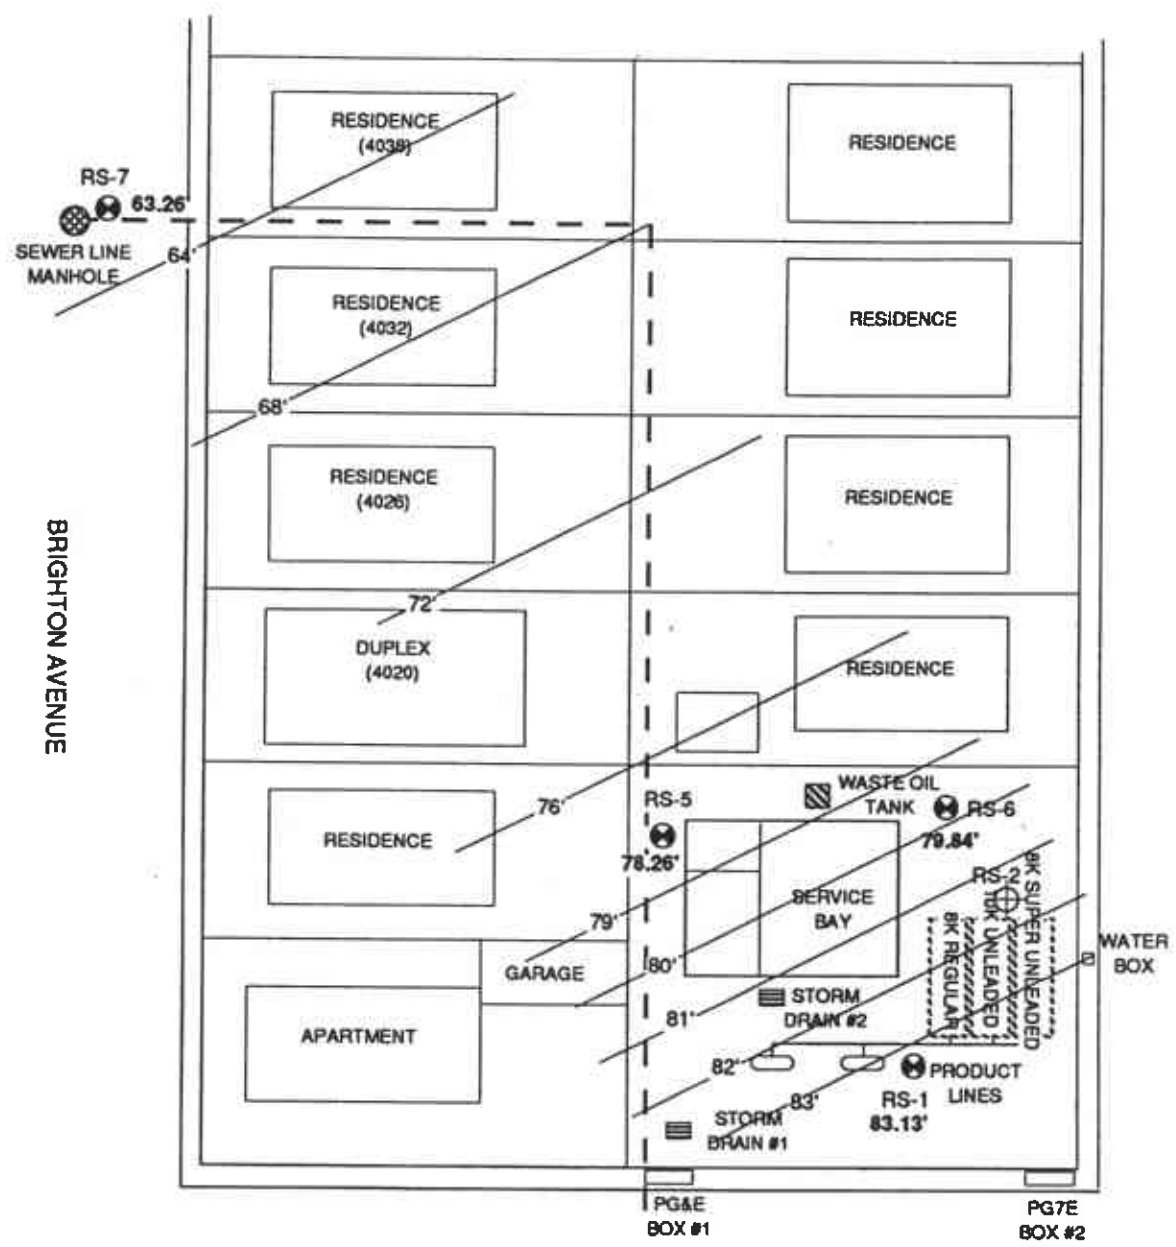 RESIDENCE
(4038)
RESIDENCE
RS-7
63.26'
SEWER LINE
MANHOLE
64'
RESIDENCE
(4032)
RESIDENCE
68'
RESIDENCE
(4026)
RESIDENCE
BRIGHTON AVENUE
72'
DUPLEX
(4020)
RESIDENCE
76'
RS-5
78.26'
WASTE OIL
TANK
RS-6
79.84'
RESIDENCE
RS-2
8K SUPER UNLEADED
10K UNLEADED
8K REGULAR
SERVICE
BAY
79'
80'
WATER
BOX
GARAGE
STORM
DRAIN #2
APARTMENT
81'
82'
83'
PRODUCT
LINES
RS-1
83.13'
STORM
DRAIN #1
PG&E
BOX #1
PG7E
BOX #2